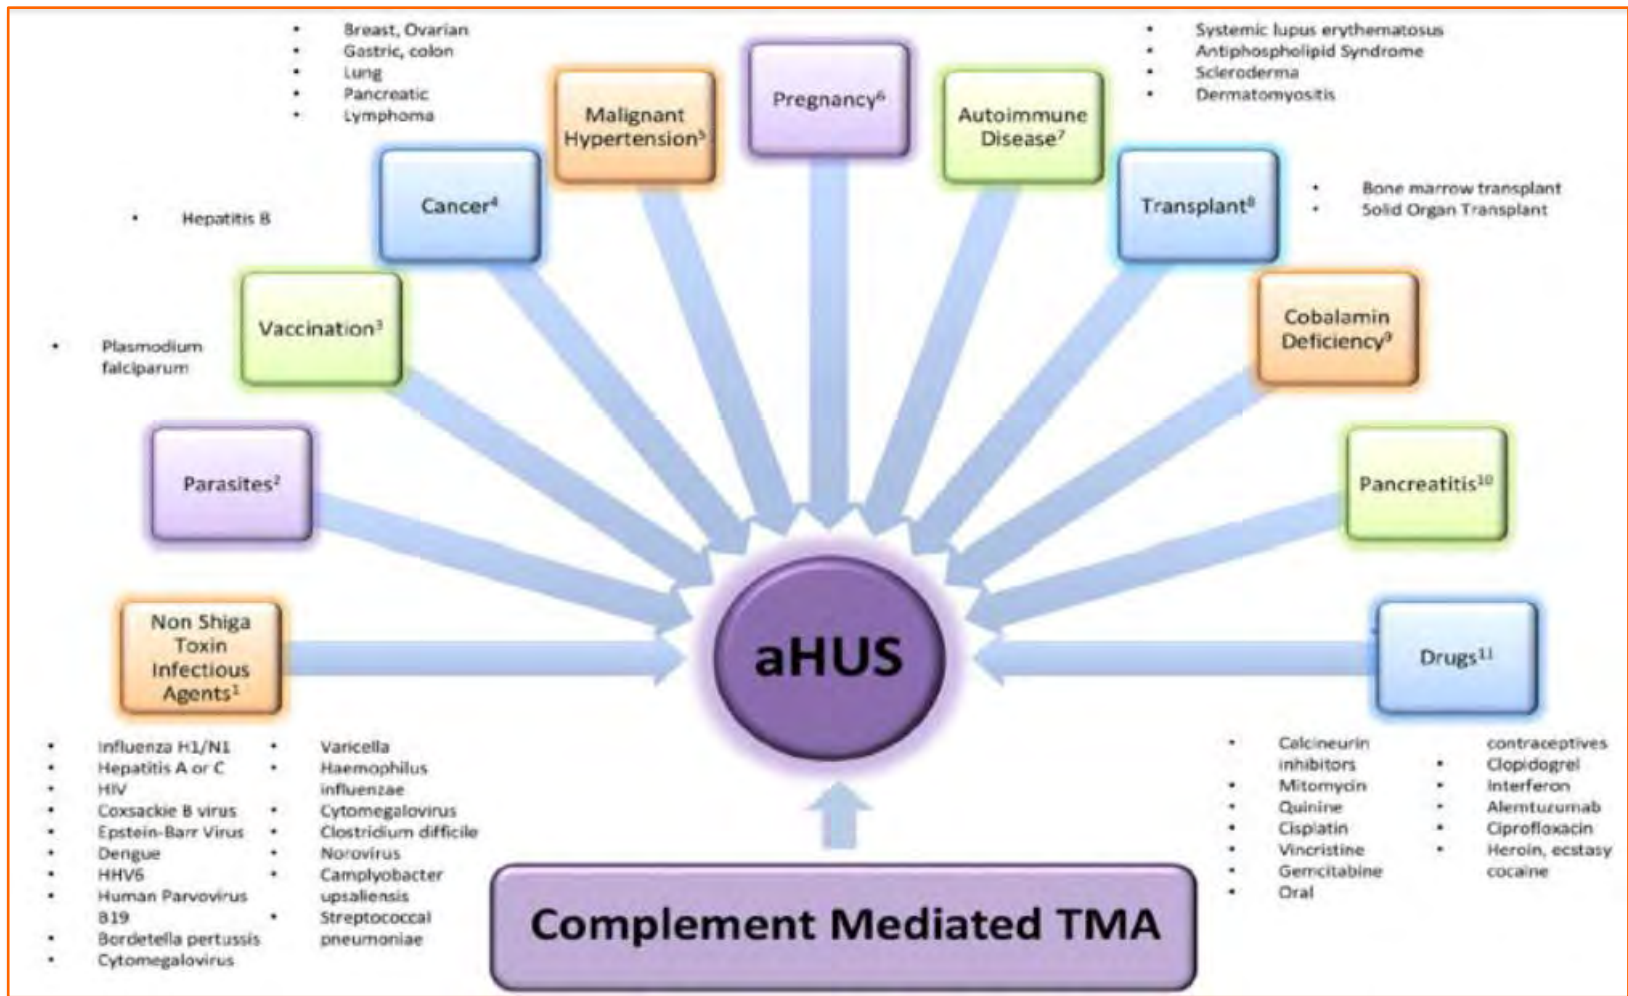 Breast, Ovarian
Gastric, colon
Lung
Pancreatic
Lymphoma
Malignant
Hypertension⁵
Pregnancy⁶
Autoimmune
Disease⁷
Systemic lupus erythematosus
Antiphospholipid Syndrome
Scleroderma
Dermatomyositis
Hepatitis B
Cancer⁴
Transplant⁸
Bone marrow transplant
Solid Organ Transplant
Plasmodium
falciparum
Vaccination³
Cobalamin
Deficiency⁹
Parasites²
Pancreatitis¹⁰
Non Shiga
Toxin
Infectious
Agents¹
aHUS
Drugs¹¹
Influenza H1/N1
Hepatitis A or C
HIV
Coxsackie B virus
Epstein-Barr Virus
Dengue
HHV6
Human Parvovirus
B19
Bordetella pertussis
Cytomegalovirus
Varicella
Haemophilus
influenzae
Cytomegalovirus
Clostridium difficile
Norovirus
Camplyobacter
upsaliensis
Streptococcal
pneumoniae
Calcineurin
inhibitors
Mitomycin
Quinine
Cisplatin
Vincristine
Gemcitabine
Oral
contraceptives
Clopidogrel
Interferon
Alemtuzumab
Ciprofloxacin
Heroin, ecstasy
cocaine
Complement Mediated TMA